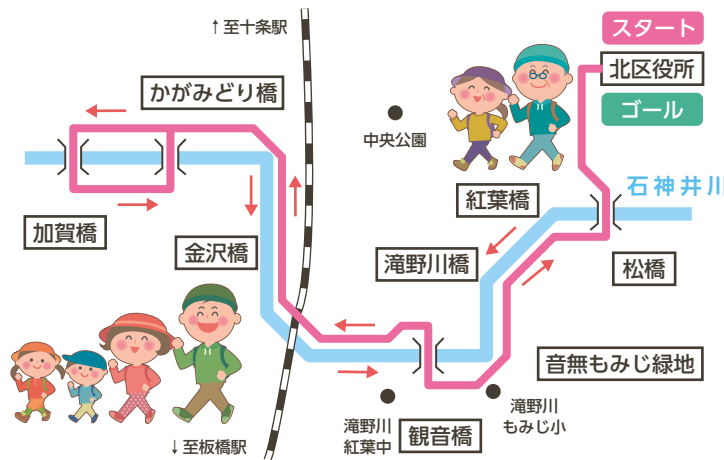 ↑至十条駅
スタート
北区役所
ゴール
かがみどり橋
中央公園
石神井川
紅葉橋
加賀橋
金沢橋
滝野川橋
松橋
音無もみじ緑地
滝野川
もみじ小
滝野川
紅葉中
観音橋
↓至板橋駅